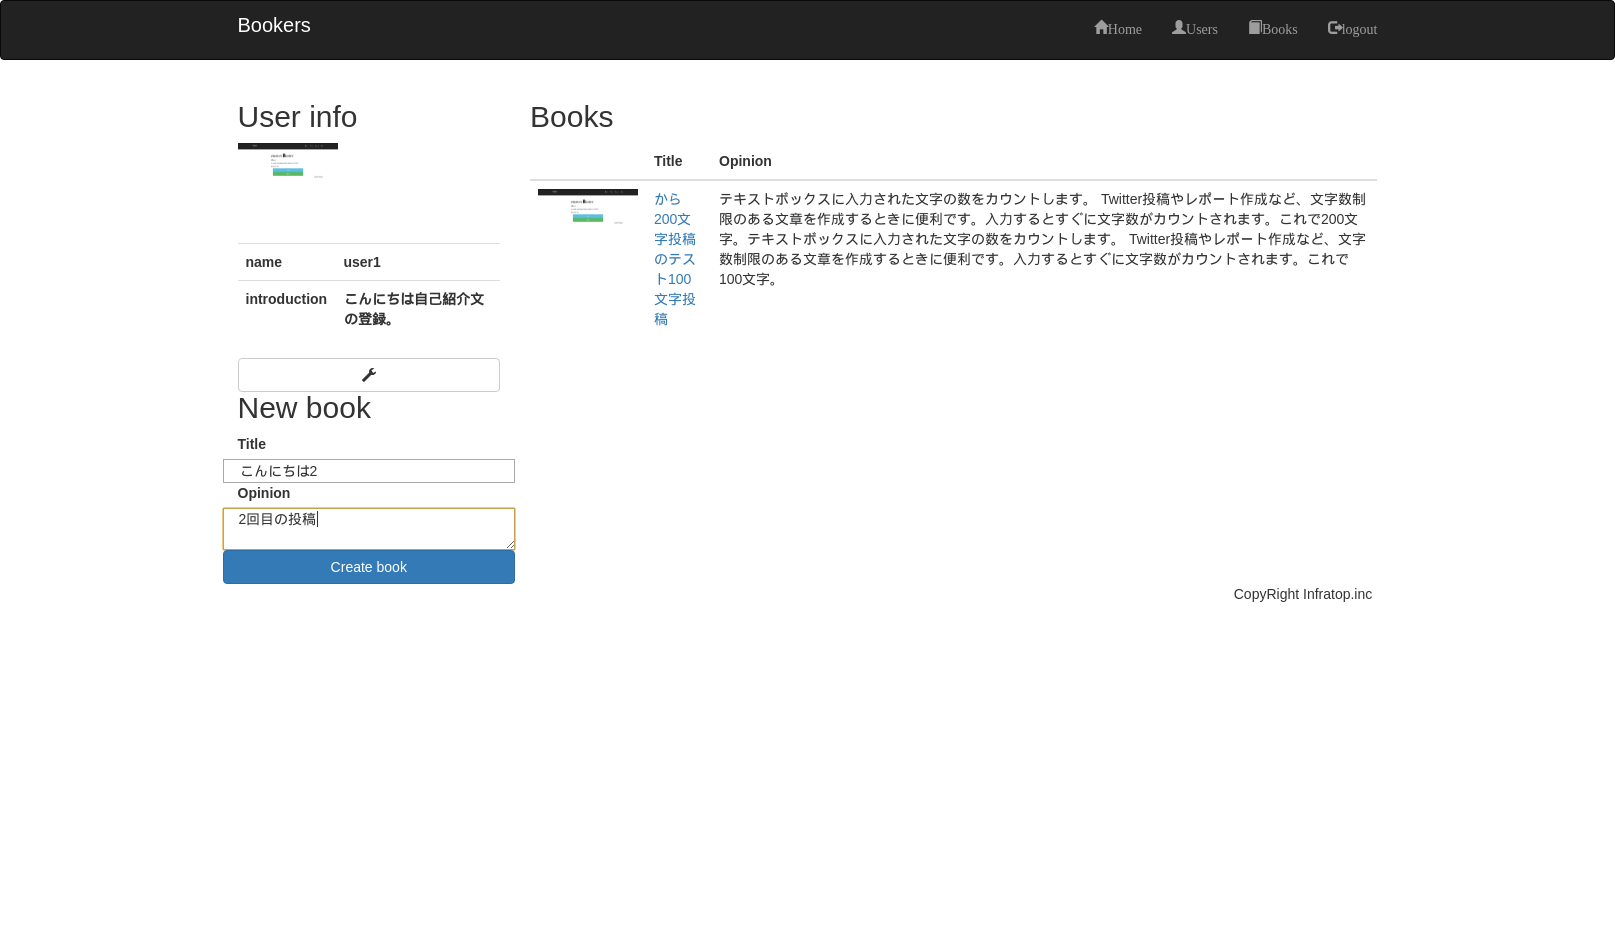 Bookers
Home
Users
Books
logout
User info
name
user1
introduction
こんにちは自己紹介文
の登録。
New book
Title
こんにちは2
Opinion
2回目の投稿
Create book
Books
Title
Opinion
から
200文
字投稿
のテス
ト100
文字投
稿
テキストボックスに入力された文字の数をカウントします。 Twitter投稿やレポート作成など、文字数制
限のある文章を作成するときに便利です。入力するとすぐに文字数がカウントされます。これで200文
字。テキストボックスに入力された文字の数をカウントします。 Twitter投稿やレポート作成など、文字
数制限のある文章を作成するときに便利です。入力するとすぐに文字数がカウントされます。これで
100文字。
CopyRight Infratop.inc